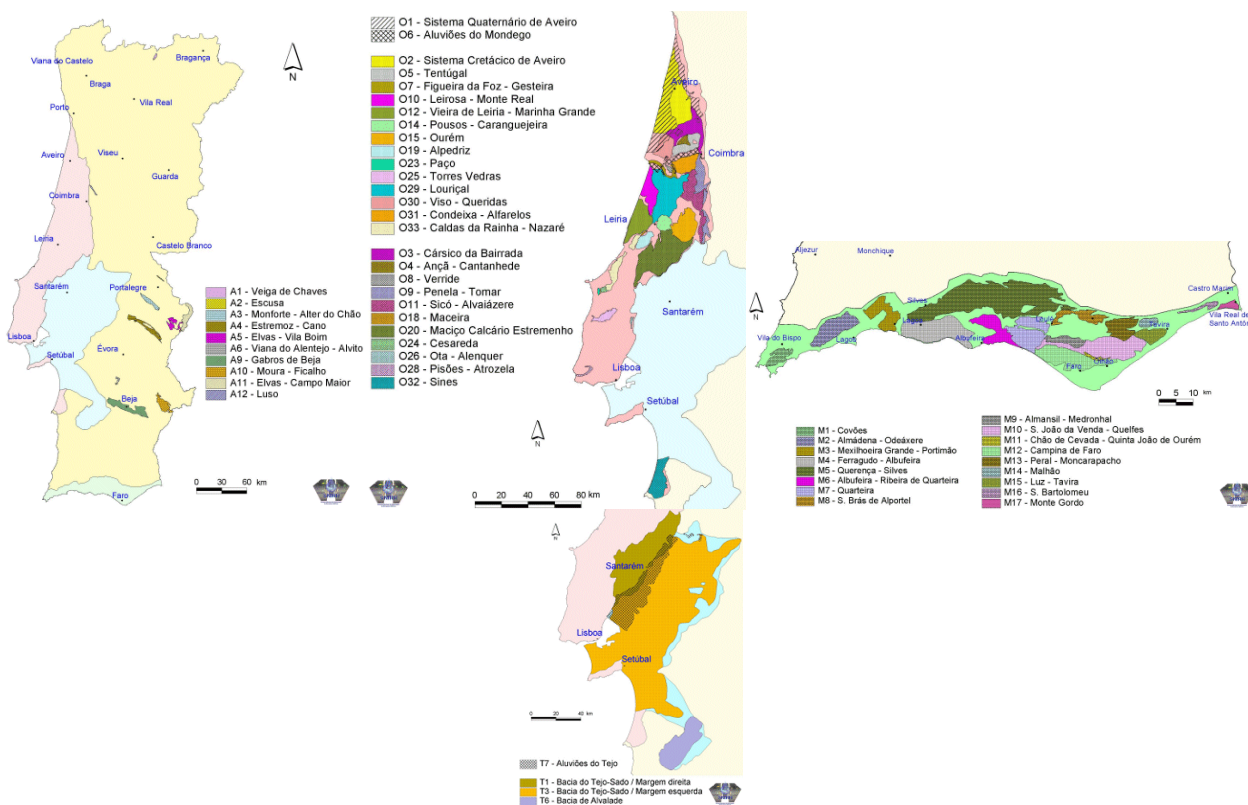 Viana do Castelo
Bragança
Braga
Vila Real
Porto
Aveiro
Viseu
Guarda
Coimbra
Leiria
Castelo Branco
Santarém
Portalegre
Lisboa
Setúbal
Évora
Beja
Faro
N
A1 - Veiga de Chaves
A2 - Escusa
A3 - Monforte - Alter do Chão
A4 - Estremoz - Cano
A5 - Elvas - Vila Boim
A6 - Viana do Alentejo - Alvito
A9 - Gabros de Beja
A10 - Moura - Ficalho
A11 - Elvas - Campo Maior
A12 - Luso
0 30 60 km
O1 - Sistema Quaternário de Aveiro
O6 - Aluviões do Mondego
O2 - Sistema Cretácico de Aveiro
O5 - Tentúgal
O7 - Figueira da Foz - Gesteira
O10 - Leirosa - Monte Real
O12 - Vieira de Leiria - Marinha Grande
O14 - Pousos - Caranguejeira
O15 - Ourém
O19 - Alpedriz
O23 - Paço
O25 - Torres Vedras
O29 - Louriçal
O30 - Viso - Queridas
O31 - Condeixa - Alfarelos
O33 - Caldas da Rainha - Nazaré
O3 - Cársico da Bairrada
O4 - Ançã - Cantanhede
O8 - Verride
O9 - Penela - Tomar
O11 - Sicó - Alvaiázere
O18 - Maceira
O20 - Maciço Calcário Estremenho
O24 - Cesareda
O26 - Ota - Alenquer
O28 - Pisões - Atrozela
O32 - Sines
Aveiro
Coimbra
Leiria
Santarém
Lisboa
Setúbal
N
0 20 40 60 80 km
Aljezur
Monchique
Castro Marim
Silves
Vila Real de
Santo Antón
Loulé
Lagoa
Tavira
Vila do Bispo
Lagos
Albufeira
Olhão
Faro
N
0 5 10
km
M1 - Covões
M2 - Almádena - Odeáxere
M3 - Mexilhoeira Grande - Portimão
M4 - Ferragudo - Albufeira
M5 - Querença - Silves
M6 - Albufeira - Ribeira de Quarteira
M7 - Quarteira
M8 - S. Brás de Alportel
M9 - Almansil - Medronhal
M10 - S. João da Venda - Quelfes
M11 - Chão de Cevada - Quinta João de Ourém
M12 - Campina de Faro
M13 - Peral - Moncarapacho
M14 - Malhão
M15 - Luz - Tavira
M16 - S. Bartolomeu
M17 - Monte Gordo
N
Santarém
Lisboa
Setúbal
0 20 40 km
T7 - Aluviões do Tejo
T1 - Bacia do Tejo-Sado / Margem direita
T3 - Bacia do Tejo-Sado / Margem esquerda
T6 - Bacia de Alvalade